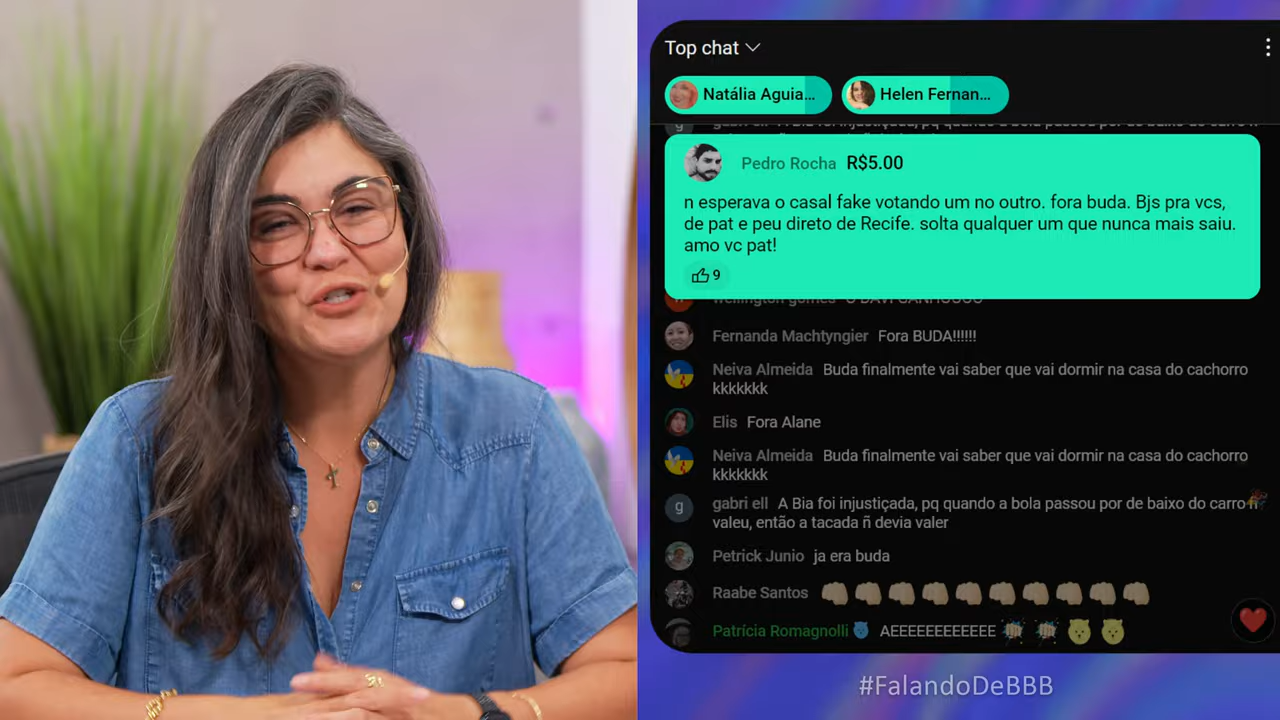 Top chat
Natália Aguia...
Helen Fernan...
Pedro Rocha R$5.00
n esperava o casal fake votando um no outro. fora buda. Bjs pra vcs,
de pat e peu direto de Recife. solta qualquer um que nunca mais saiu.
amo vc pat!
9
wellington gomes O DAVI GANHOUUU
Fernanda Machtyngier Fora BUDA!!!!!!
Neiva Almeida Buda finalmente vai saber que vai dormir na casa do cachorro
kkkkkkk
Elis Fora Alane
Neiva Almeida Buda finalmente vai saber que vai dormir na casa do cachorro
kkkkkkk
g
gabri ell A Bia foi injustiçada, pq quando a bola passou por de baixo do carro ñ
valeu, então a tacada ñ devia valer
Petrick Junio ja era buda
Raabe Santos
Patrícia Romagnolli AEEEEEEEEEEEE
#FalandoDeBBB